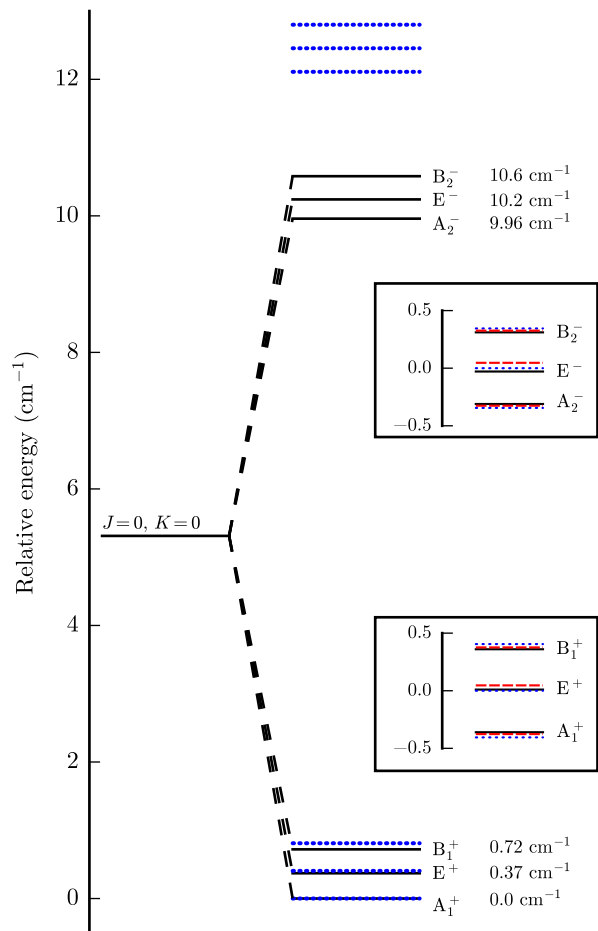 12
B₂⁻ 10.6 cm⁻¹
E⁻ 10.2 cm⁻¹
10
A₂⁻ 9.96 cm⁻¹
0.5
B₂⁻
8
0.0
E⁻
A₂⁻
−0.5
Relative energy (cm⁻¹)
6
J=0, K=0
4
0.5
B₁⁺
E⁺
0.0
A₁⁺
−0.5
2
B₁⁺ 0.72 cm⁻¹
E⁺ 0.37 cm⁻¹
0
A₁⁺ 0.0 cm⁻¹